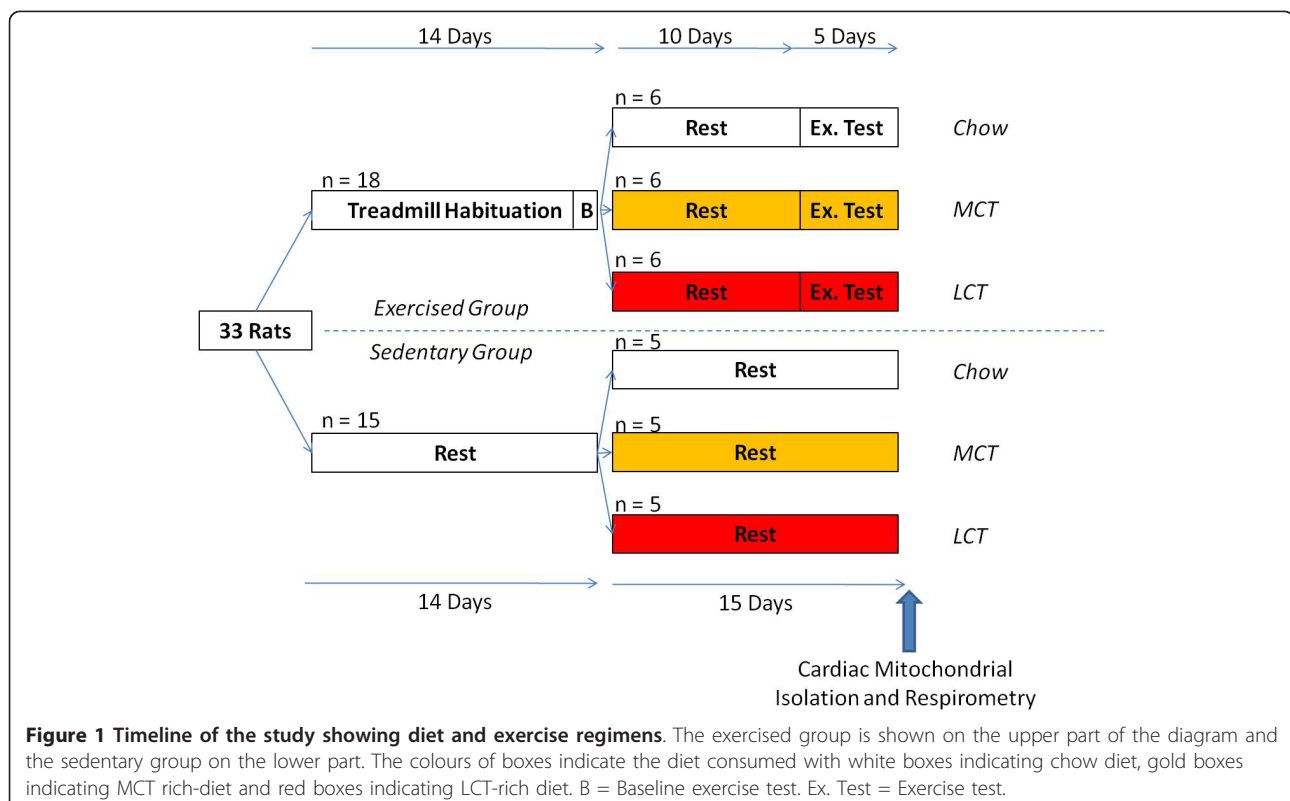 14 Days
10 Days
5 Days
n = 6
Rest
Ex. Test
Chow
n = 18
Treadmill Habituation
B
n = 6
Rest
Ex. Test
MCT
n = 6
Rest
Ex. Test
LCT
Exercised Group
33 Rats
Sedentary Group
n = 5
Rest
Chow
n = 15
Rest
n = 5
Rest
MCT
n = 5
Rest
LCT
14 Days
15 Days
Cardiac Mitochondrial
Isolation and Respirometry
Figure 1 Timeline of the study showing diet and exercise regimens. The exercised group is shown on the upper part of the diagram and
the sedentary group on the lower part. The colours of boxes indicate the diet consumed with white boxes indicating chow diet, gold boxes
indicating MCT rich-diet and red boxes indicating LCT-rich diet. B = Baseline exercise test. Ex. Test = Exercise test.